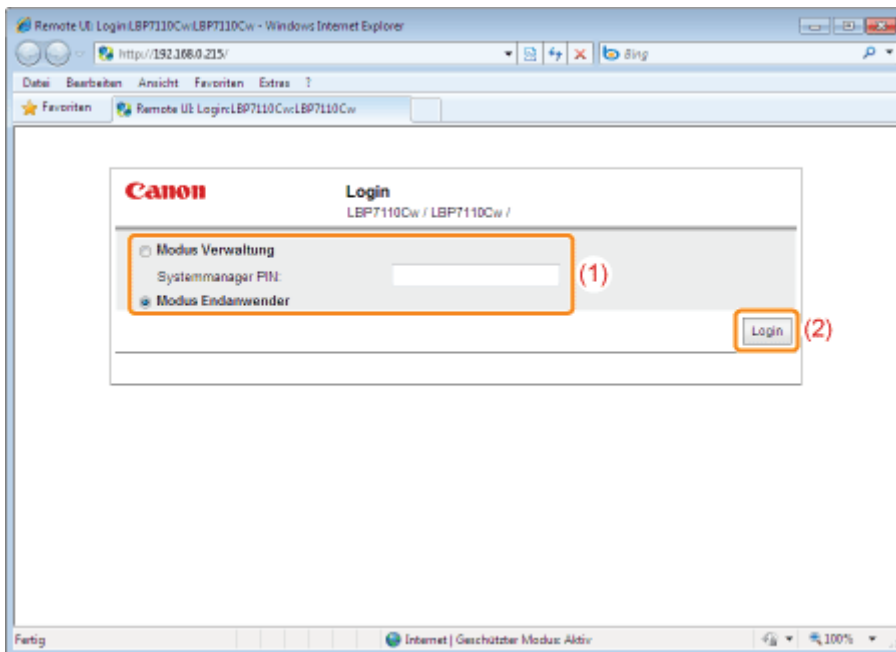 Remote UI: Login:LBP7110Cw:LBP7110Cw - Windows Internet Explorer
http://192.168.0.215/
Bing
Datei Bearbeiten Ansicht Favoriten Extras ?
Favoriten Remote UI: Login:LBP7110Cw:LBP7110Cw
Canon Login
LBP7110Cw / LBP7110Cw /
Modus Verwaltung
Systemmanager PIN: (1)
Modus Endanwender
Login (2)
Fertig Internet | Geschützter Modus: Aktiv 100%